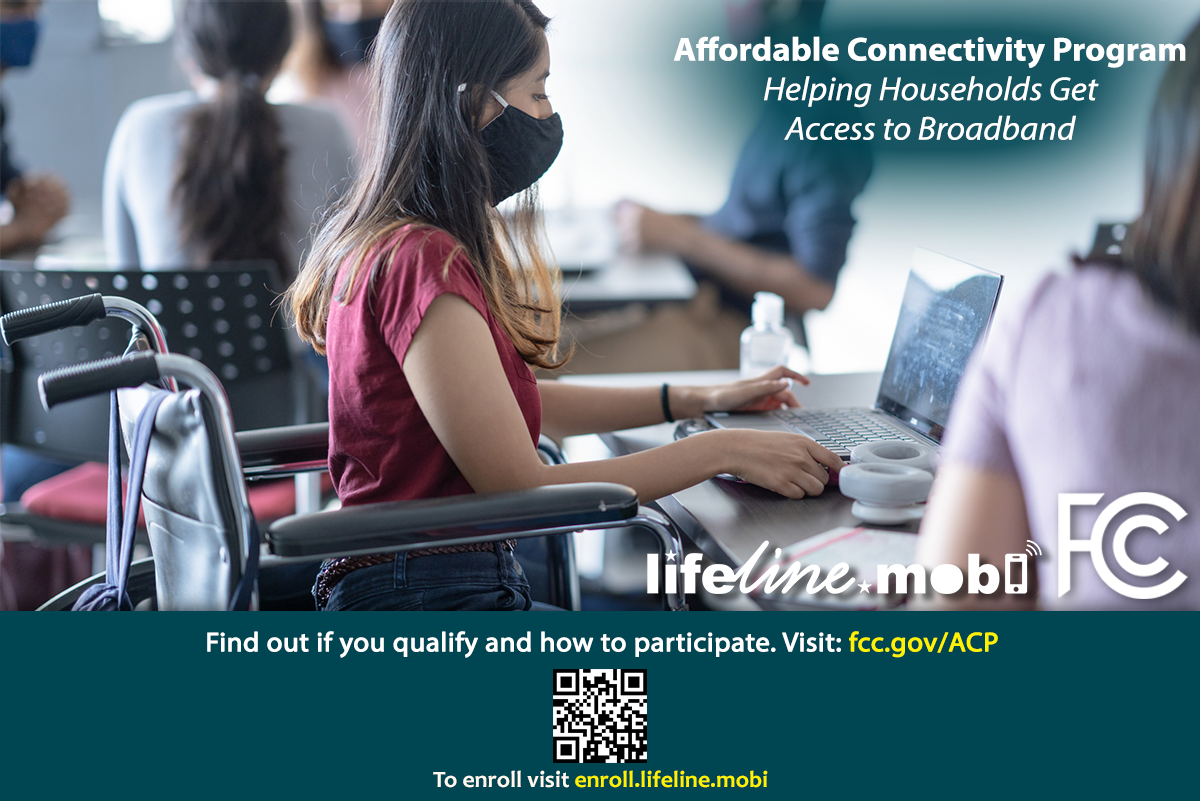 Affordable Connectivity Program
Helping Households Get
Access to Broadband
lifeline.mobi
FCC
Find out if you qualify and how to participate. Visit: fcc.gov/ACP
To enroll visit enroll.lifeline.mobi